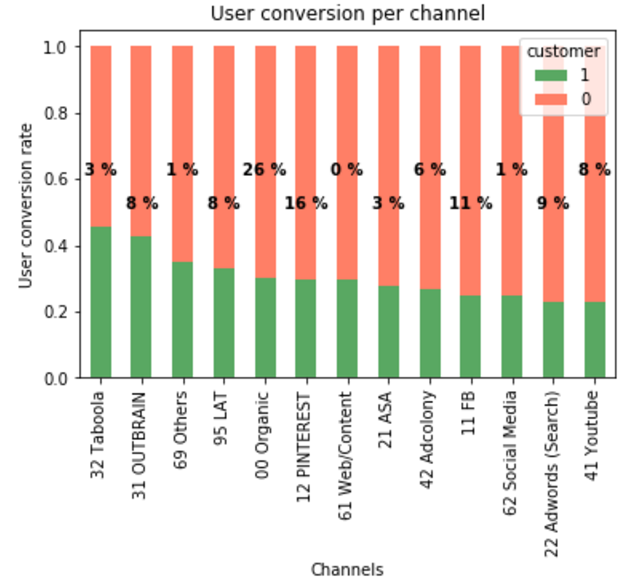 User conversion per channel
customer
1
0
1.0
0.8
0.6
0.4
0.2
0.0
User conversion rate
3 %
8 %
1 %
8 %
26 %
16 %
0 %
3 %
6 %
11 %
1 %
9 %
8 %
32 Taboola
31 OUTBRAIN
69 Others
95 LAT
00 Organic
12 PINTEREST
61 Web/Content
21 ASA
42 Adcolony
11 FB
62 Social Media
22 Adwords (Search)
41 Youtube
Channels